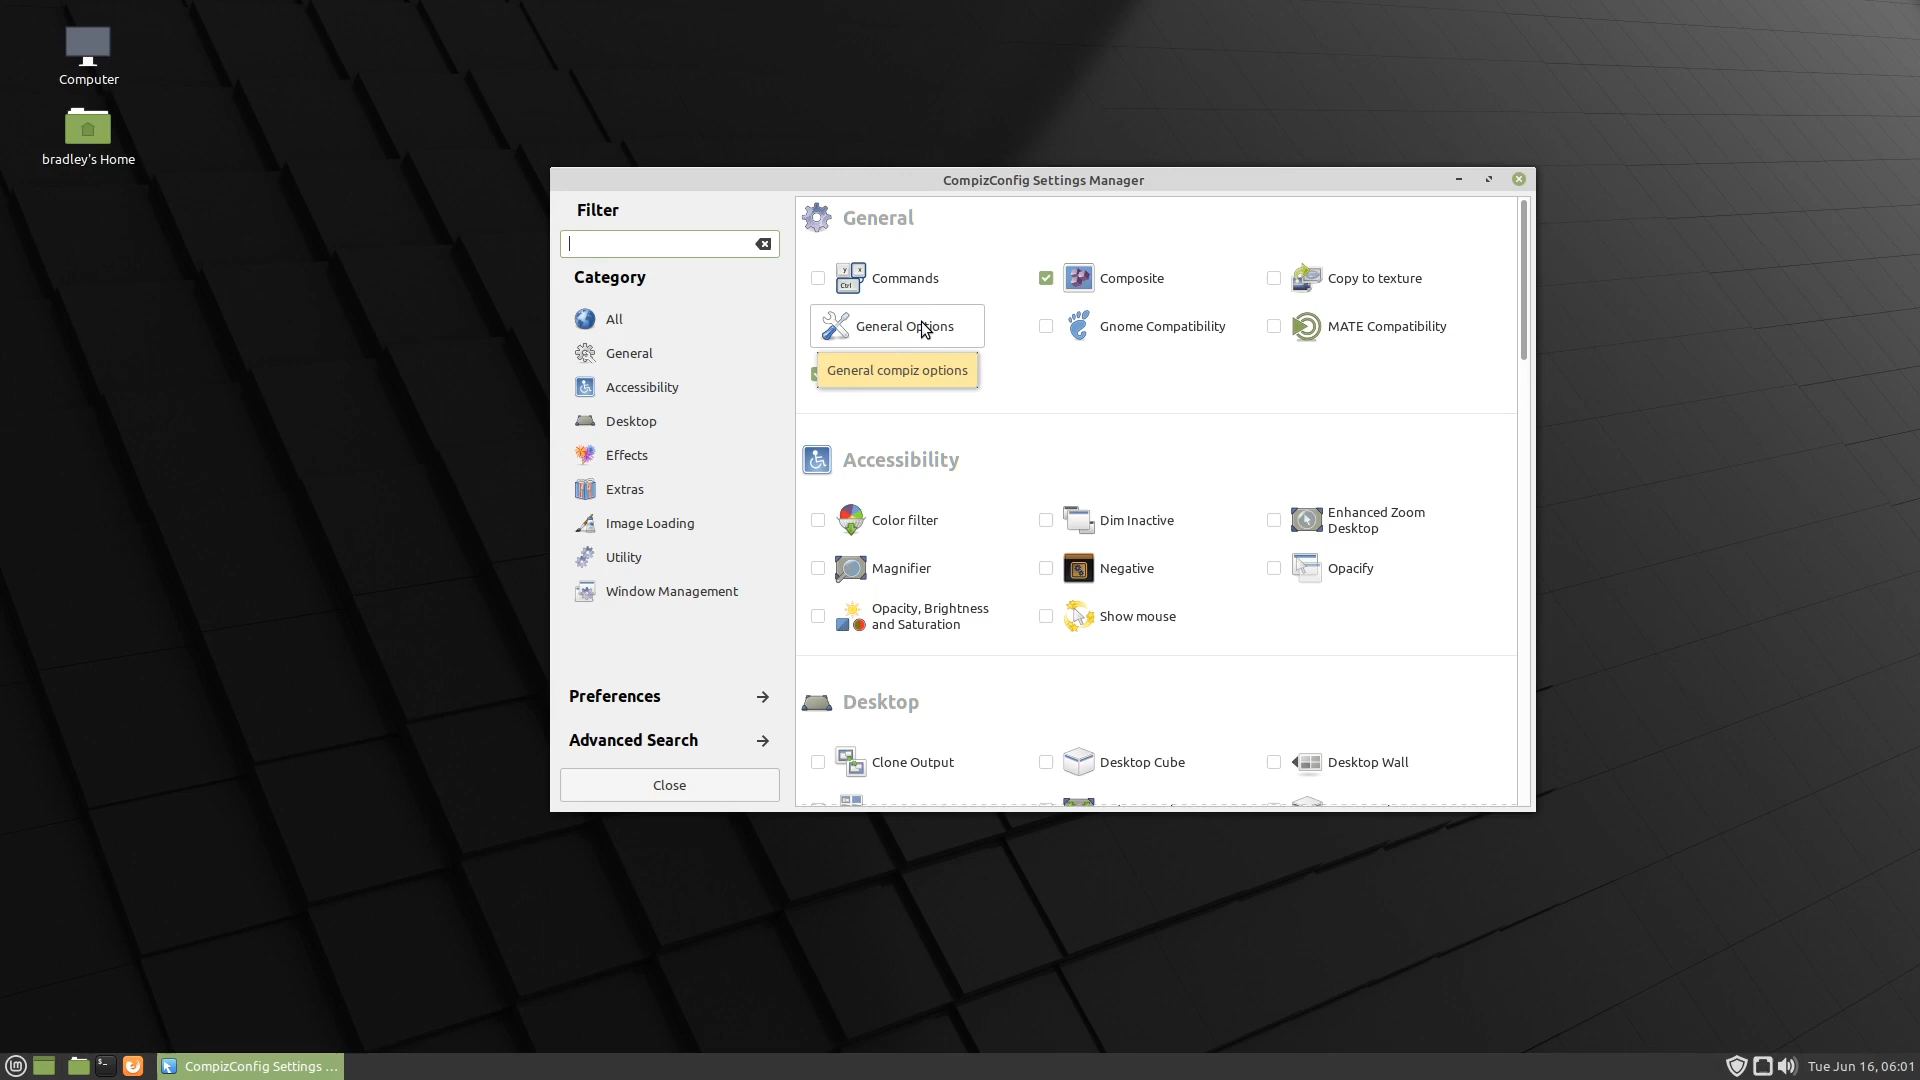 Computer
bradley's Home
CompizConfig Settings Manager
Filter
Category
All
General
Accessibility
Desktop
Effects
Extras
Image Loading
Utility
Window Management
Preferences
Advanced Search
Close
General
Commands
Composite
Copy to texture
General Options
Gnome Compatibility
MATE Compatibility
General compiz options
Accessibility
Color filter
Dim Inactive
Enhanced Zoom
Desktop
Magnifier
Negative
Opacify
Opacity, Brightness
and Saturation
Show mouse
Desktop
Clone Output
Desktop Cube
Desktop Wall
CompizConfig Settings ...
Tue Jun 16, 06:01